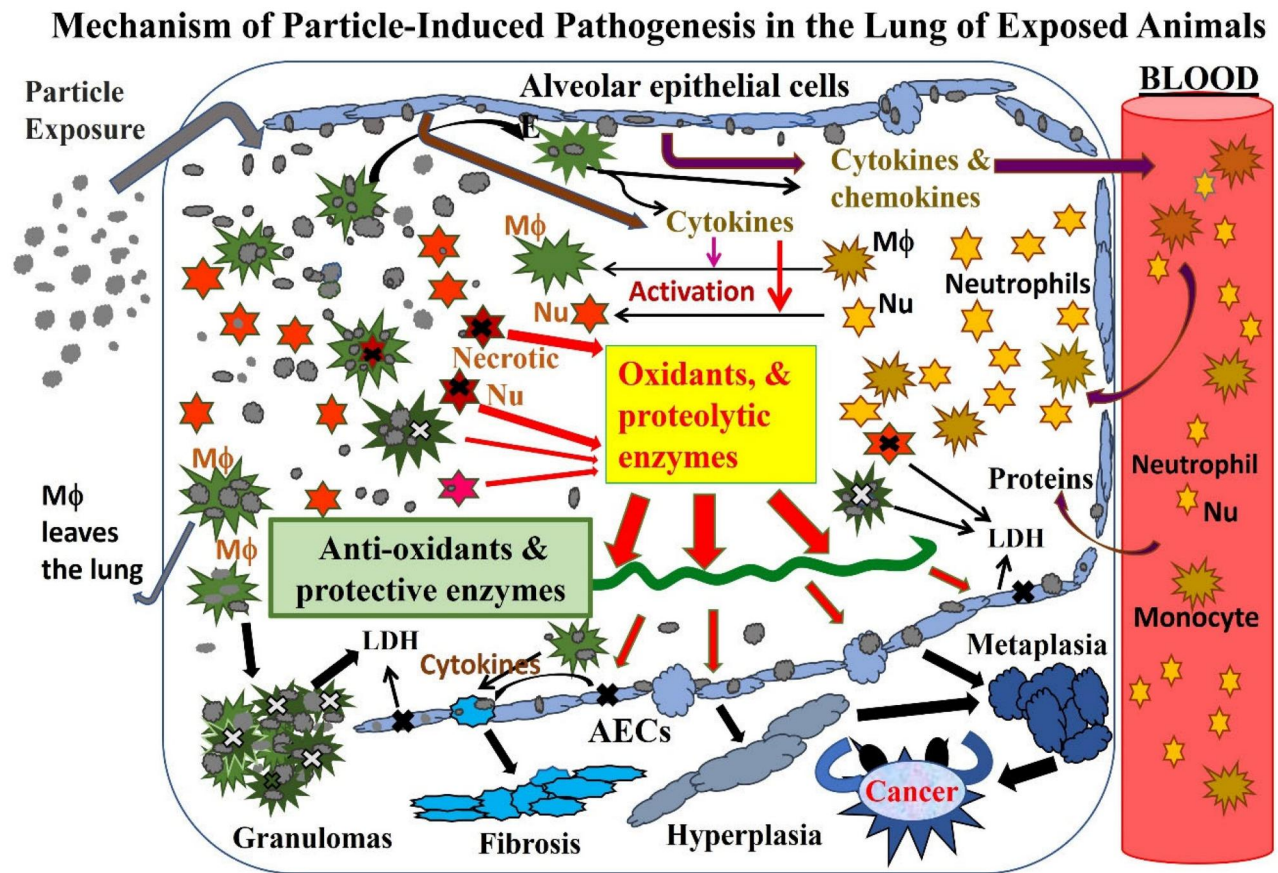 Mechanism of Particle-Induced Pathogenesis in the Lung of Exposed Animals
Particle
Exposure
Alveolar epithelial cells
BLOOD
E
Cytokines &
chemokines
Cytokines
Mϕ
Mϕ
Neutrophils
Activation
Nu
Nu
Necrotic
Nu
Oxidants, &
proteolytic
enzymes
Mϕ
Mϕ
leaves
the lung
Mϕ
Proteins
LDH
Neutrophil
Nu
Monocyte
Anti-oxidants &
protective enzymes
LDH
Cytokines
AECs
Metaplasia
Cancer
Granulomas
Fibrosis
Hyperplasia